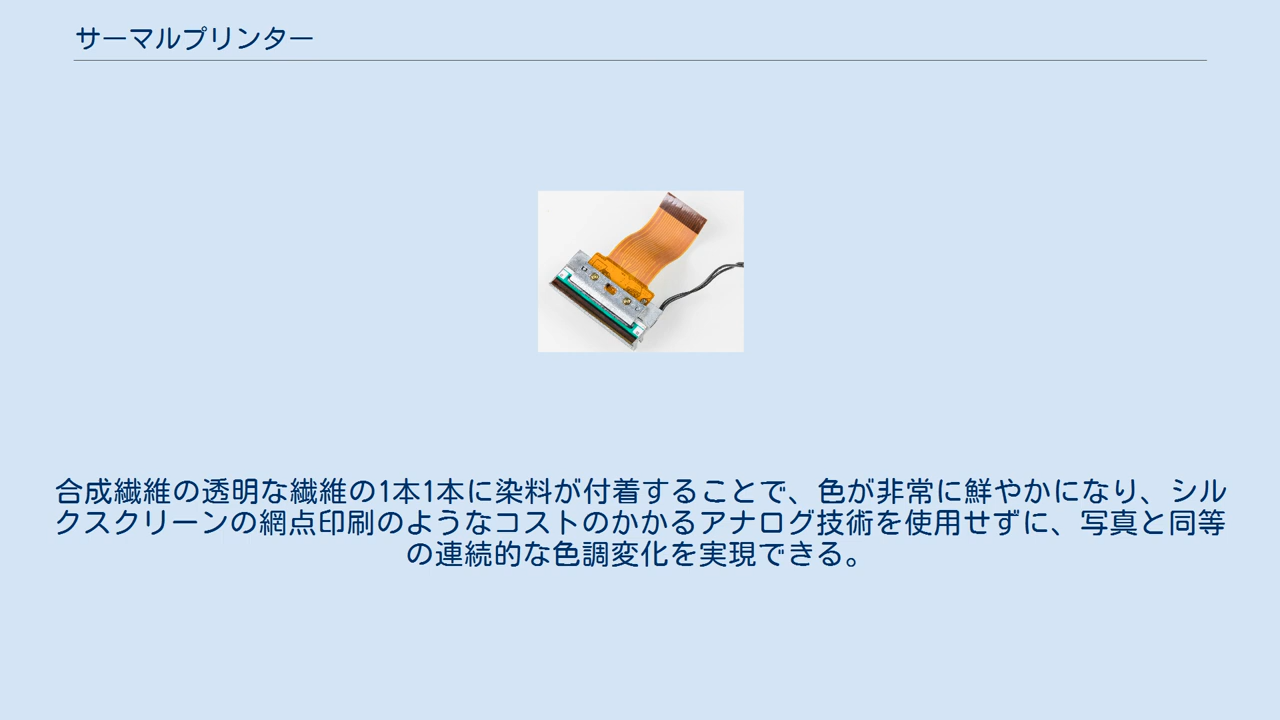 サーマルプリンター
合成繊維の透明な繊維の1本1本に染料が付着することで、色が非常に鮮やかになり、シル
クスクリーンの網点印刷のようなコストのかかるアナログ技術を使用せずに、写真と同等
の連続的な色調変化を実現できる。